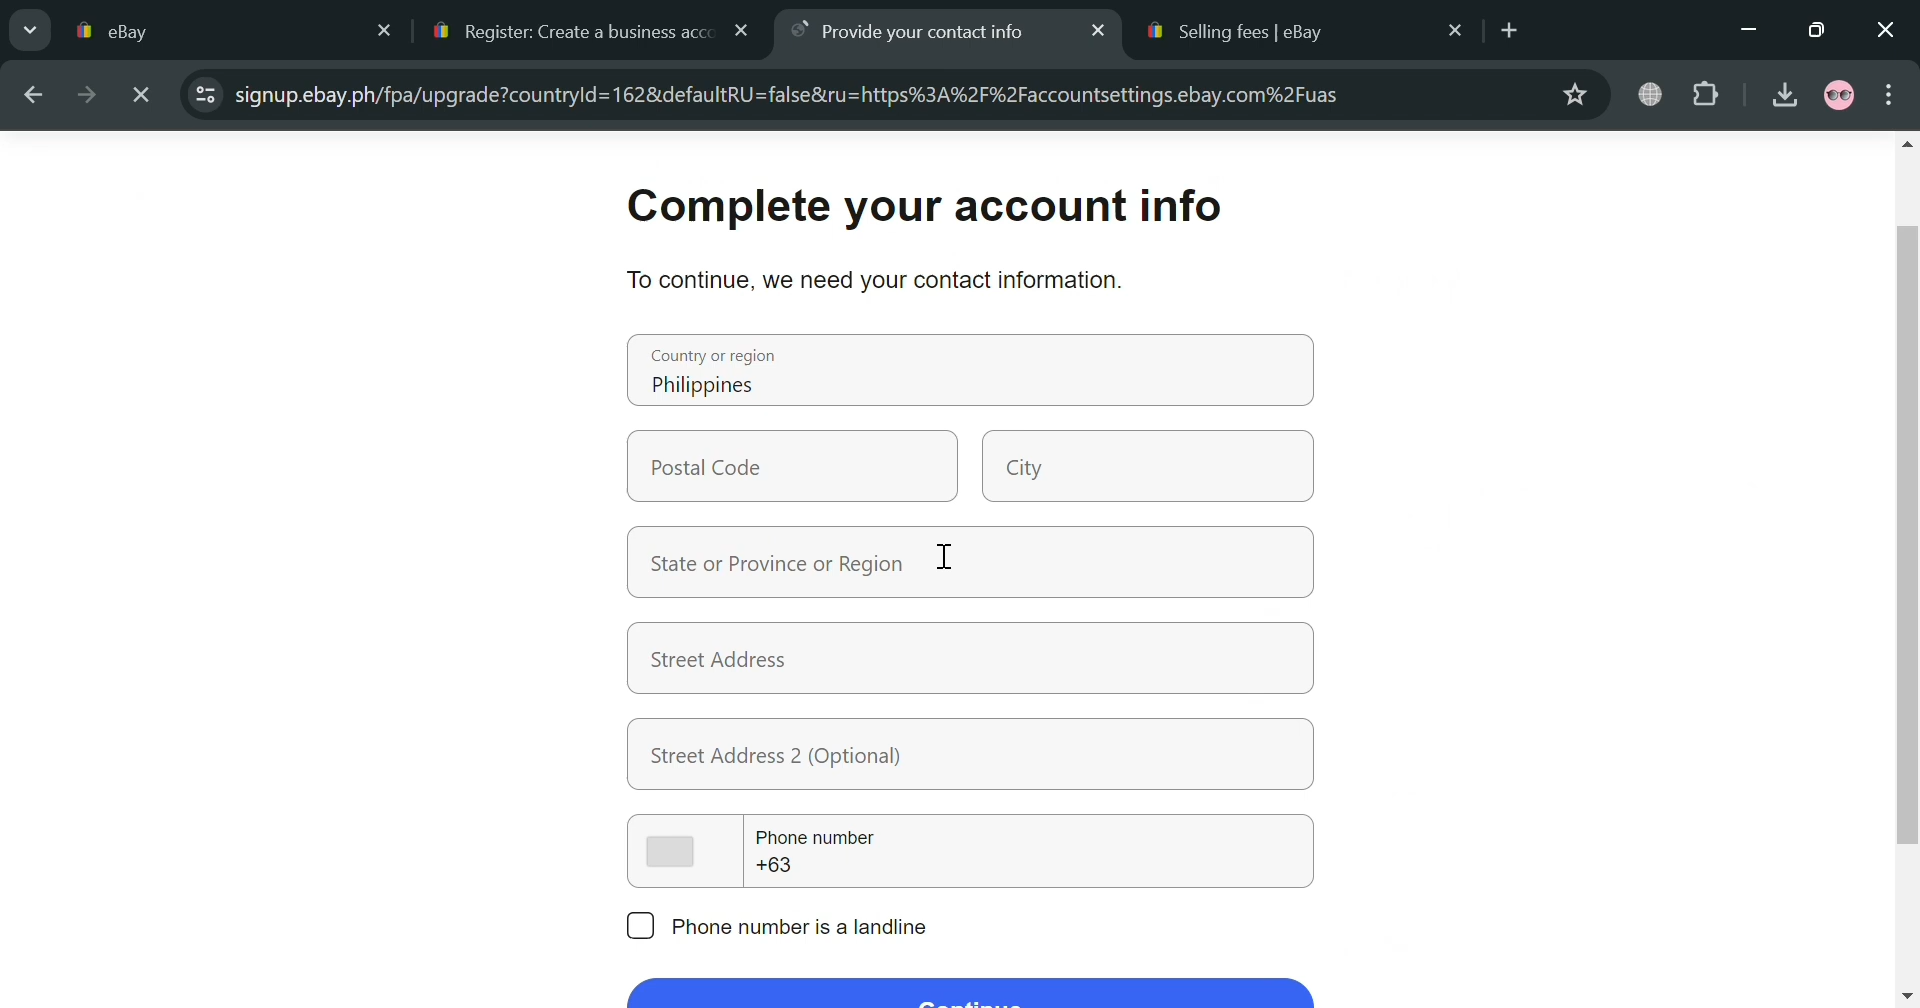 eBay
Register: Create a business acco
Provide your contact info
Selling fees | eBay
signup.ebay.ph/fpa/upgrade?countryId=162&defaultRU=false&ru=https%3A%2F%2Faccountsettings.ebay.com%2Fuas
Complete your account info
To continue, we need your contact information.
Country or region
Philippines
Postal Code
City
State or Province or Region
Street Address
Street Address 2 (Optional)
Phone number
+63
Phone number is a landline
Continue